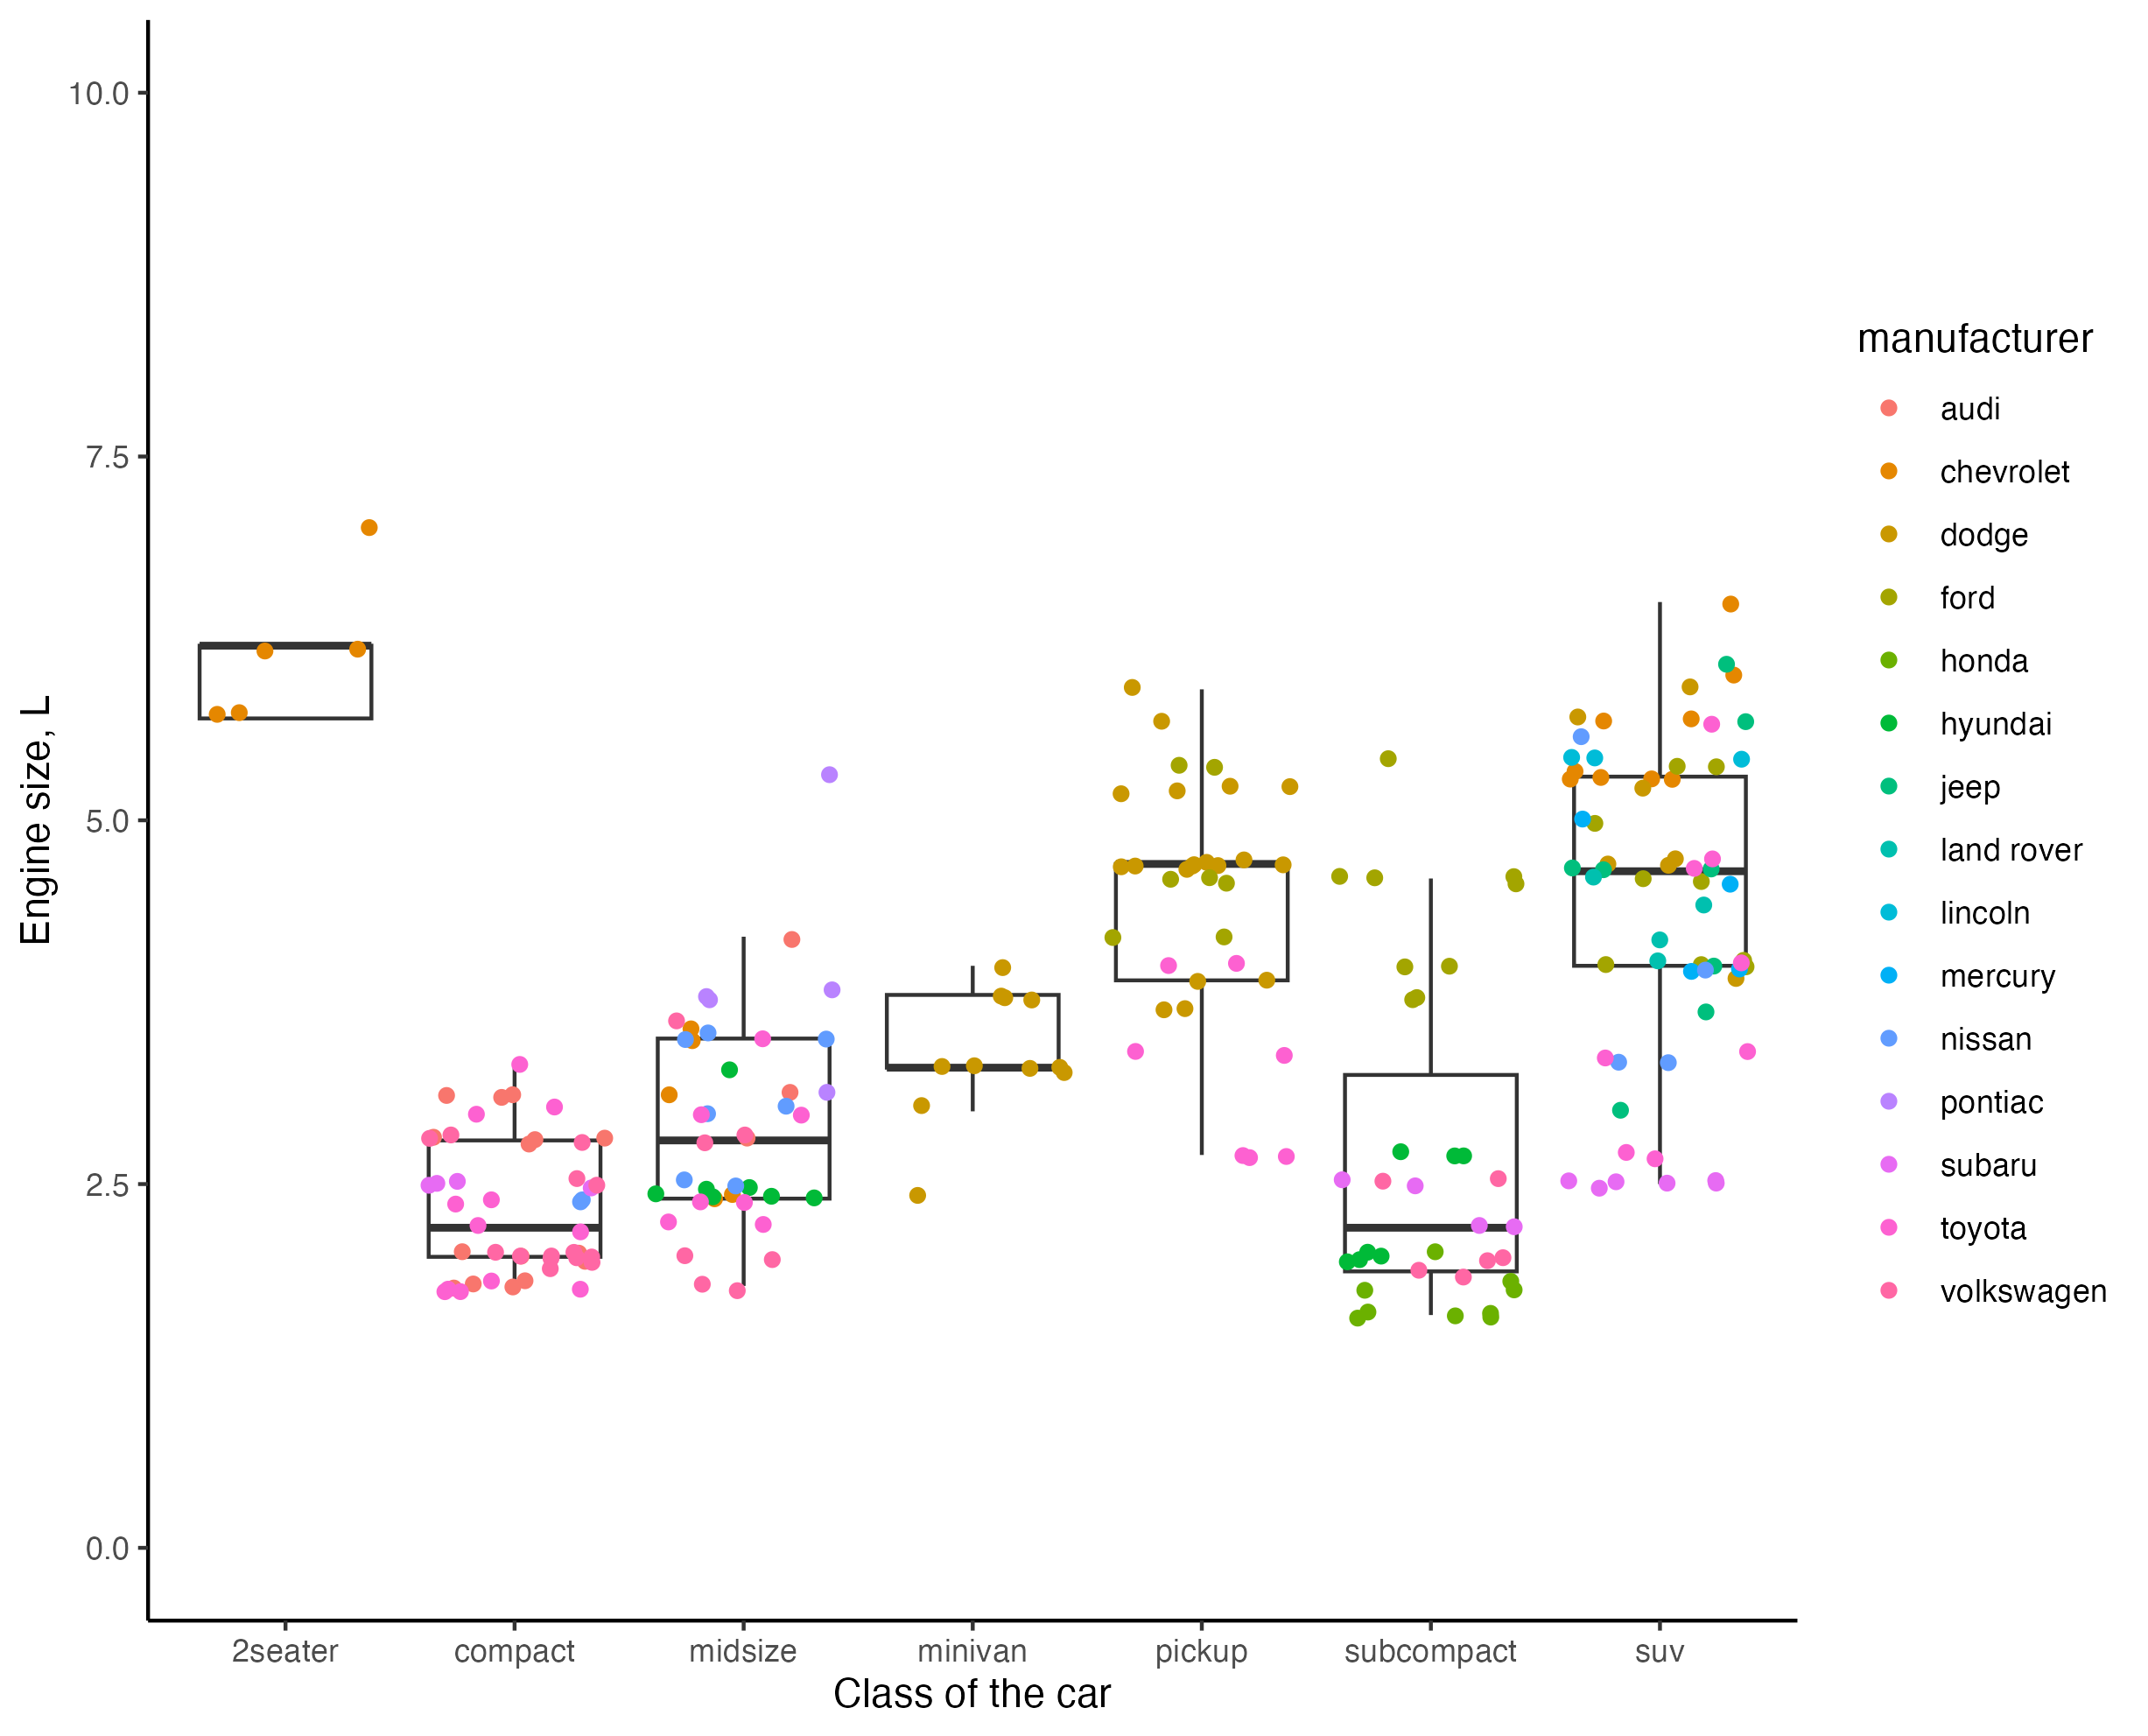 Engine size, L
10.0
7.5
5.0
2.5
0.0
2seater compact midsize minivan pickup subcompact suv
Class of the car
manufacturer
audi
chevrolet
dodge
ford
honda
hyundai
jeep
land rover
lincoln
mercury
nissan
pontiac
subaru
toyota
volkswagen